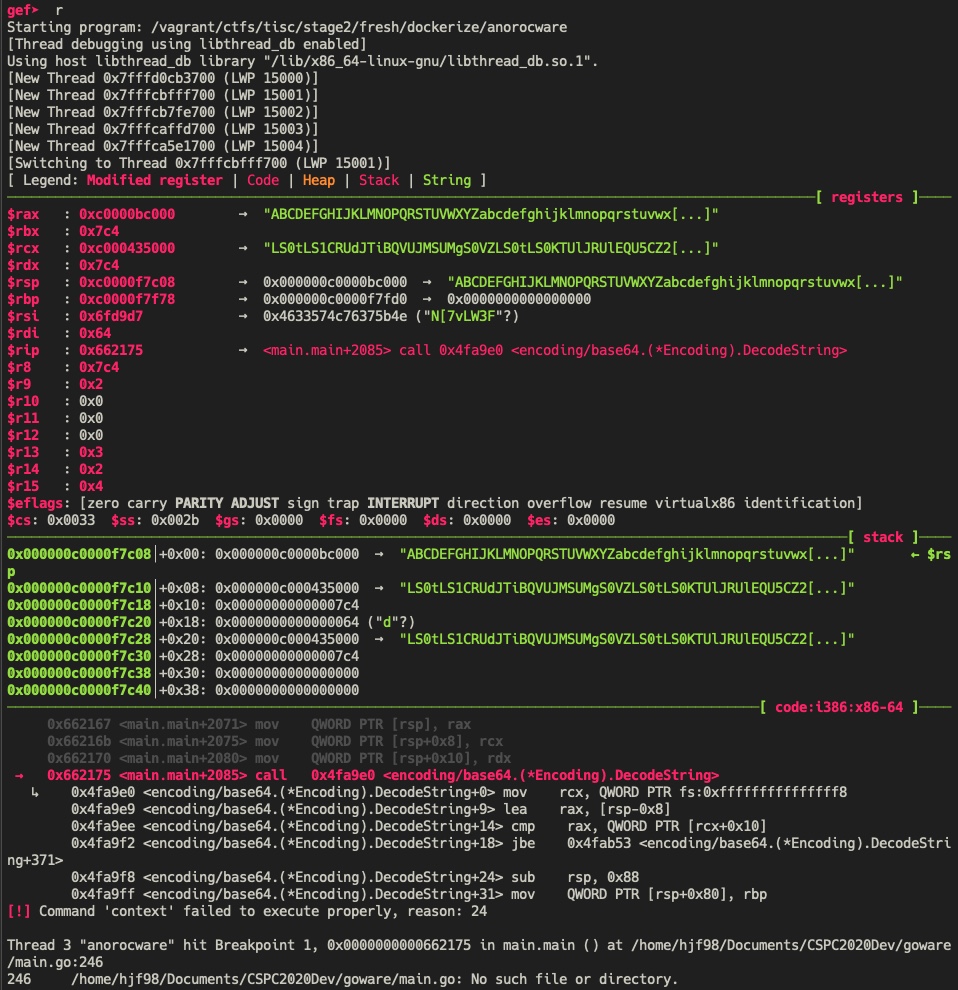 gef➤  r
Starting program: /vagrant/ctfs/tisc/stage2/fresh/dockerize/anorocware
[Thread debugging using libthread_db enabled]
Using host libthread_db library "/lib/x86_64-linux-gnu/libthread_db.so.1".
[New Thread 0x7fffd0cb3700 (LWP 15000)]
[New Thread 0x7fffcbfff700 (LWP 15001)]
[New Thread 0x7fffcb7fe700 (LWP 15002)]
[New Thread 0x7fffcaffd700 (LWP 15003)]
[New Thread 0x7fffca5e1700 (LWP 15004)]
[Switching to Thread 0x7fffcbfff700 (LWP 15001)]
[ Legend: Modified register | Code | Heap | Stack | String ]
[ registers ]
$rax   : 0xc0000bc000        →  "ABCDEFGHIJKLMNOPQRSTUVWXYZabcdefghijklmnopqrstuvwx[...]"
$rbx   : 0x7c4
$rcx   : 0xc000435000        →  "LS0tLS1CRUdJTiBQVUJMSUMgS0VZLS0tLS0KTUlJRUlEQU5CZ2[...]"
$rdx   : 0x7c4
$rsp   : 0xc0000f7c08        →  0x000000c0000bc000  →  "ABCDEFGHIJKLMNOPQRSTUVWXYZabcdefghijklmnopqrstuvwx[...]"
$rbp   : 0xc0000f7f78        →  0x000000c0000f7fd0  →  0x0000000000000000
$rsi   : 0x6fd9d7            →  0x4633574c76375b4e ("N[7vLW3F"?)
$rdi   : 0x64
$rip   : 0x662175            →  <main.main+2085> call 0x4fa9e0 <encoding/base64.(*Encoding).DecodeString>
$r8    : 0x7c4
$r9    : 0x2
$r10   : 0x0
$r11   : 0x0
$r12   : 0x0
$r13   : 0x3
$r14   : 0x2
$r15   : 0x4
$eflags: [zero carry PARITY ADJUST sign trap INTERRUPT direction overflow resume virtualx86 identification]
$cs: 0x0033  $ss: 0x002b  $gs: 0x0000  $fs: 0x0000  $ds: 0x0000  $es: 0x0000
[ stack ]
0x000000c0000f7c08│+0x00: 0x000000c0000bc000  →  "ABCDEFGHIJKLMNOPQRSTUVWXYZabcdefghijklmnopqrstuvwx[...]"       ← $rs
p
0x000000c0000f7c10│+0x08: 0x000000c000435000  →  "LS0tLS1CRUdJTiBQVUJMSUMgS0VZLS0tLS0KTUlJRUlEQU5CZ2[...]"
0x000000c0000f7c18│+0x10: 0x00000000000007c4
0x000000c0000f7c20│+0x18: 0x0000000000000064 ("d"?)
0x000000c0000f7c28│+0x20: 0x000000c000435000  →  "LS0tLS1CRUdJTiBQVUJMSUMgS0VZLS0tLS0KTUlJRUlEQU5CZ2[...]"
0x000000c0000f7c30│+0x28: 0x00000000000007c4
0x000000c0000f7c38│+0x30: 0x0000000000000000
0x000000c0000f7c40│+0x38: 0x0000000000000000
[ code:i386:x86-64 ]
0x662167 <main.main+2071> mov    QWORD PTR [rsp], rax
0x66216b <main.main+2075> mov    QWORD PTR [rsp+0x8], rcx
0x662170 <main.main+2080> mov    QWORD PTR [rsp+0x10], rdx
→   0x662175 <main.main+2085> call   0x4fa9e0 <encoding/base64.(*Encoding).DecodeString>
↳    0x4fa9e0 <encoding/base64.(*Encoding).DecodeString+0> mov    rcx, QWORD PTR fs:0xfffffffffffffff8
0x4fa9e9 <encoding/base64.(*Encoding).DecodeString+9> lea    rax, [rsp-0x8]
0x4fa9ee <encoding/base64.(*Encoding).DecodeString+14> cmp    rax, QWORD PTR [rcx+0x10]
0x4fa9f2 <encoding/base64.(*Encoding).DecodeString+18> jbe    0x4fab53 <encoding/base64.(*Encoding).DecodeStri
ng+371>
0x4fa9f8 <encoding/base64.(*Encoding).DecodeString+24> sub    rsp, 0x88
0x4fa9ff <encoding/base64.(*Encoding).DecodeString+31> mov    QWORD PTR [rsp+0x80], rbp
[!] Command 'context' failed to execute properly, reason: 24
Thread 3 "anorocware" hit Breakpoint 1, 0x0000000000662175 in main.main () at /home/hjf98/Documents/CSPC2020Dev/goware
/main.go:246
246     /home/hjf98/Documents/CSPC2020Dev/goware/main.go: No such file or directory.